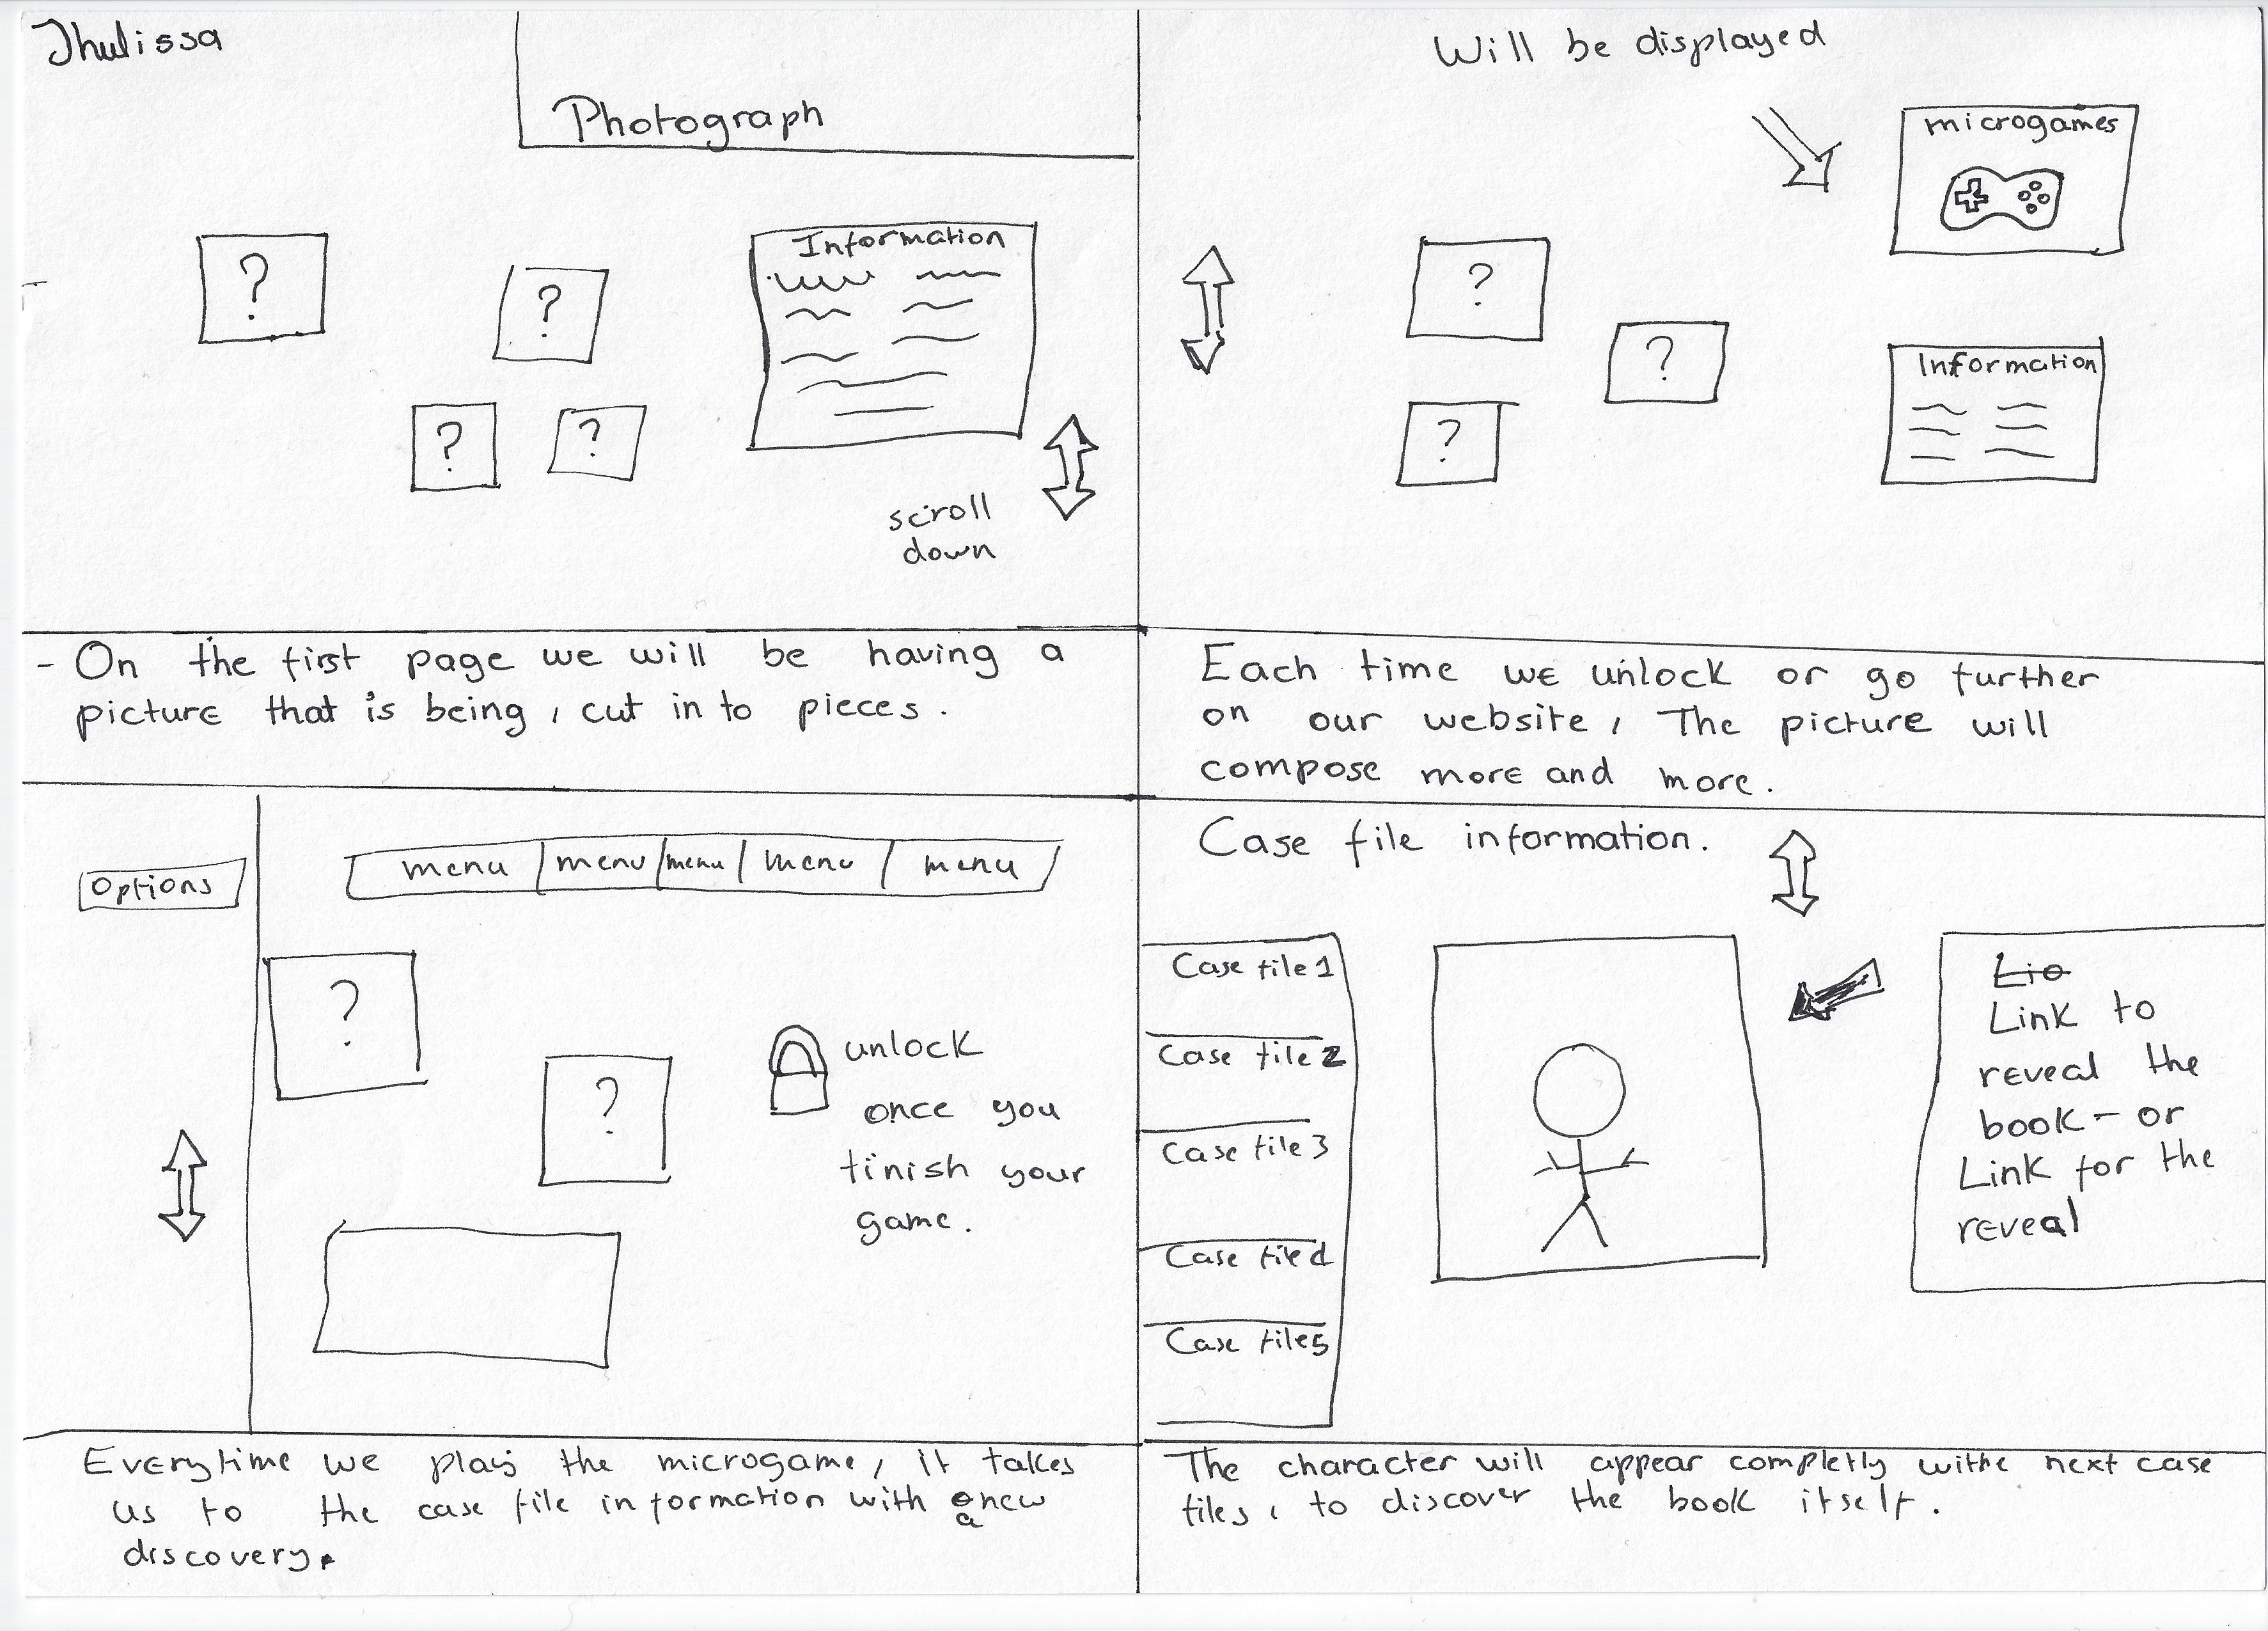 Jhulissa
Photograph
?
?
Information
?
?
scroll
down
- On the first page we will be having a
picture that is being, cut in to pieces.
Will be displayed
microgames
?
?
Information
?
Each time we unlock or go further
on our website, The picture will
compose more and more.
Options
menu menu menu menu menu
?
?
unlock
once you
finish your
game.
Everytime we play the microgame, it takes
us to the case file information with a new
discovery.
Case file information.
Case file 1
Case file 2
Case file 3
Case file 4
Case file 5
Lio
Link to
reveal the
book - or
Link for the
reveal
The character will appear completly withe next case
files, to discover the book itself.